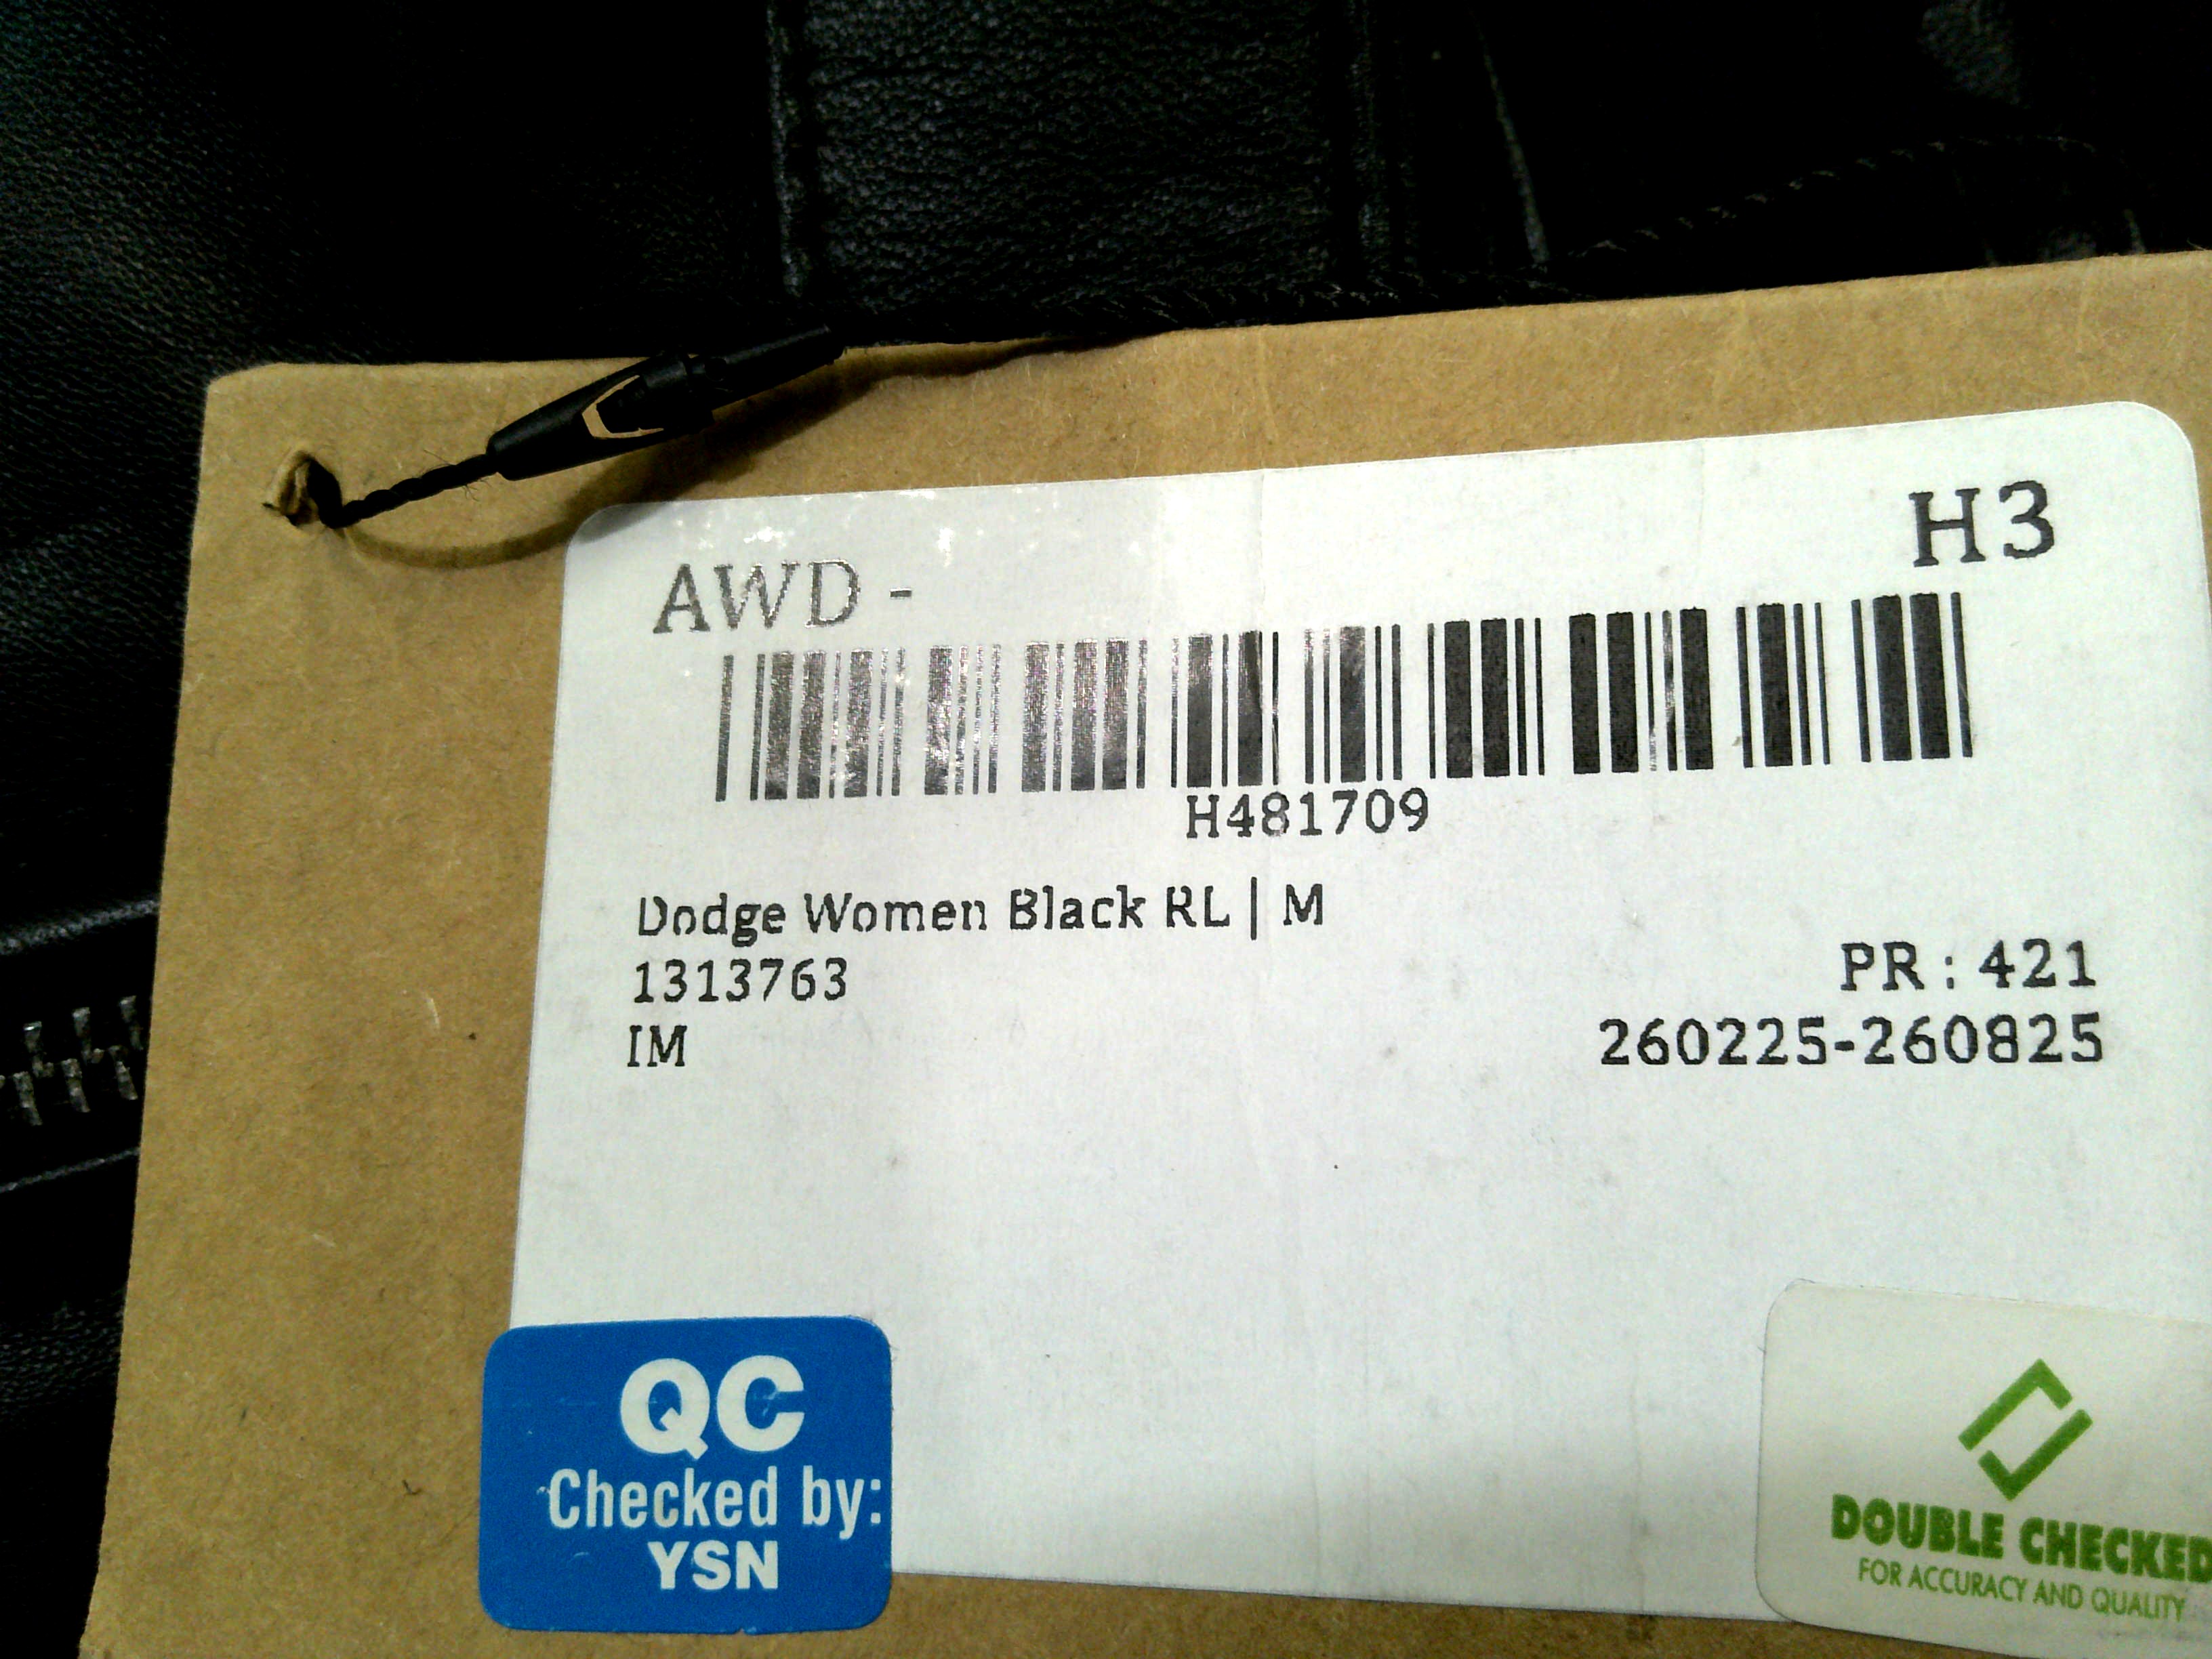 AWD -
H3
H481709
Dodge Women Black RL | M
1313763
IM
PR : 421
260225-260825
QC
Checked by:
YSN
DOUBLE CHECKED
FOR ACCURACY AND QUALITY